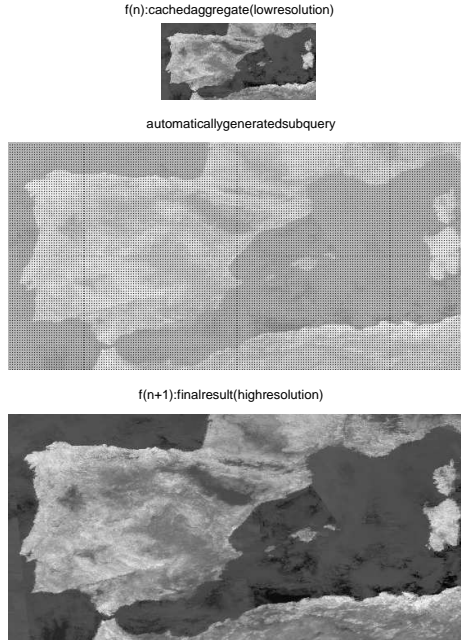 f(n):cachedaggregate(lowresolution)
automaticallygeneratedsubquery
f(n+1):finalresult(highresolution)